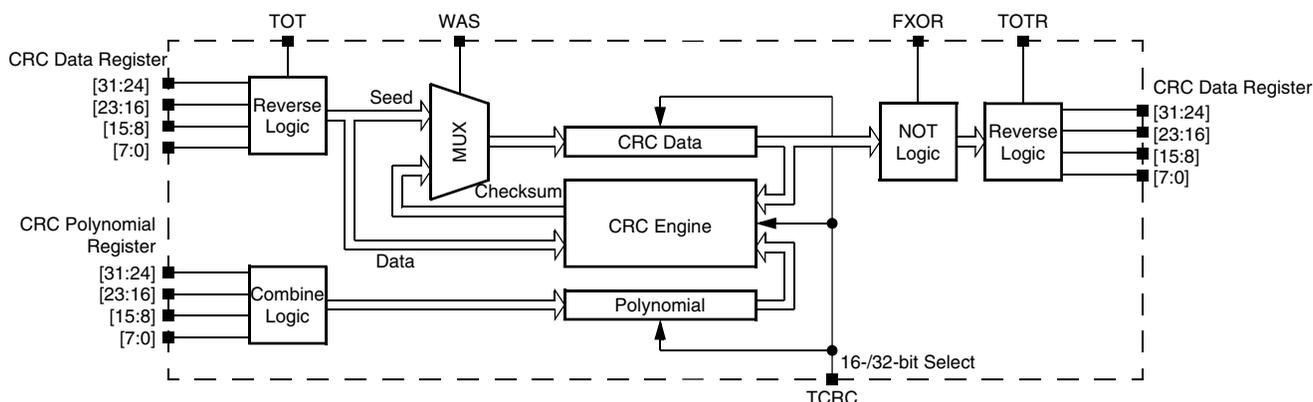 TOT
WAS
FXOR
TOTR
CRC Data Register
[31:24]
[23:16]
[15:8]
[7:0]
Reverse
Logic
Seed
MUX
CRC Data
NOT
Logic
Reverse
Logic
CRC Data Register
[31:24]
[23:16]
[15:8]
[7:0]
Checksum
CRC Engine
Data
CRC Polynomial
Register
[31:24]
[23:16]
[15:8]
[7:0]
Combine
Logic
Polynomial
16-/32-bit Select
TCRC